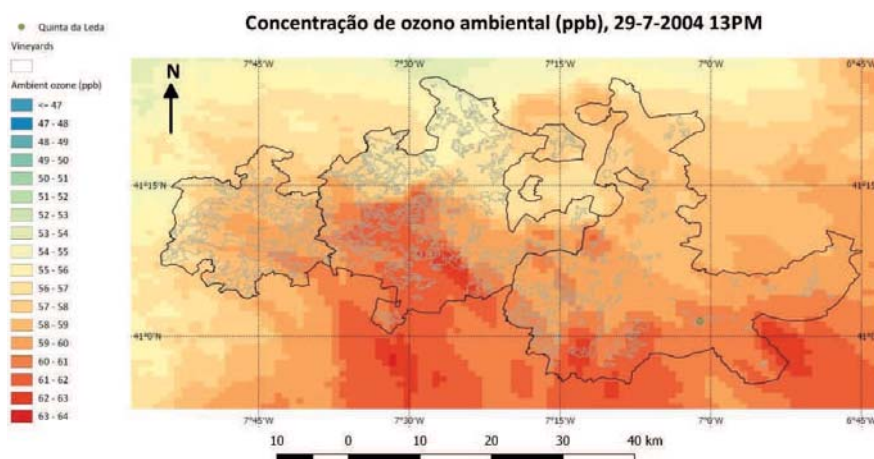 Concentração de ozono ambiental (ppb), 29-7-2004 13PM
Quinta da Leda
Vineyards
Ambient ozone (ppb)
<= 47
47 - 48
48 - 49
49 - 50
50 - 51
51 - 52
52 - 53
53 - 54
54 - 55
55 - 56
56 - 57
57 - 58
58 - 59
59 - 60
60 - 61
61 - 62
62 - 63
63 - 64
7°45'W 7°30'W 7°15'W 7°0'W 6°45'W
N
41°15'N 41°15'N
41°0'N 41°0'N
7°45'W 7°30'W 7°15'W 7°0'W 6°45'W
10 0 10 20 30 40 km